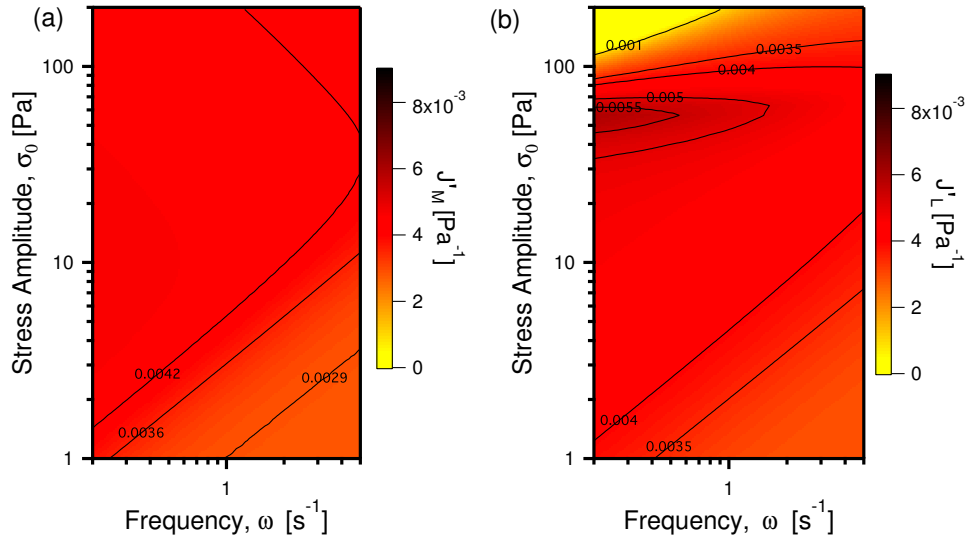 (a)
100
10
1
Stress Amplitude, σ₀ [Pa]
0.0042
0.0036
0.0029
1
Frequency, ω [s⁻¹]
8x10⁻³
6
4
2
0
J'M [Pa⁻¹]
(b)
100
10
1
Stress Amplitude, σ₀ [Pa]
0.001
0.0035
0.004
0.005
0.0055
0.004
0.0035
1
Frequency, ω [s⁻¹]
8x10⁻³
6
4
2
0
J'L [Pa⁻¹]